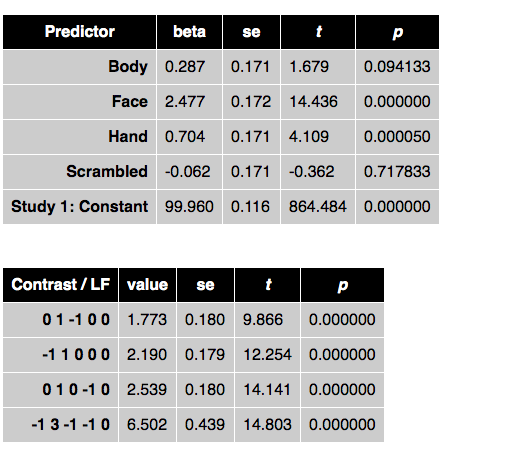 Predictor beta se t p
Body 0.287 0.171 1.679 0.094133
Face 2.477 0.172 14.436 0.000000
Hand 0.704 0.171 4.109 0.000050
Scrambled -0.062 0.171 -0.362 0.717833
Study 1: Constant 99.960 0.116 864.484 0.000000
Contrast / LF value se t p
0 1 -1 0 0 1.773 0.180 9.866 0.000000
-1 1 0 0 0 2.190 0.179 12.254 0.000000
0 1 0 -1 0 2.539 0.180 14.141 0.000000
-1 3 -1 -1 0 6.502 0.439 14.803 0.000000